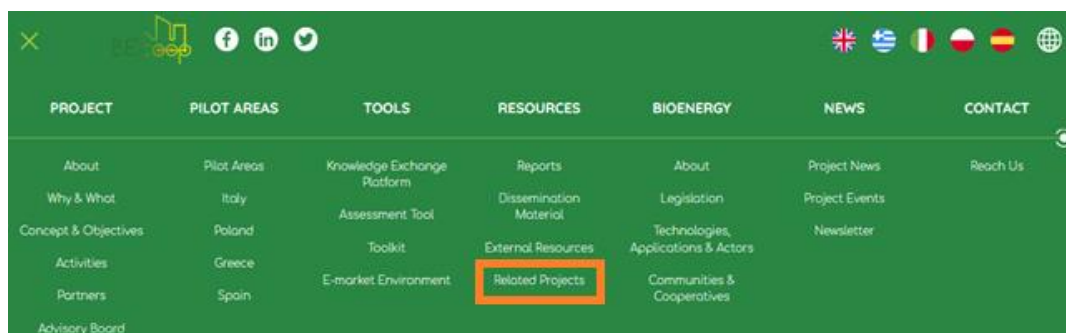 BECoop
PROJECT
PILOT AREAS
TOOLS
RESOURCES
BIOENERGY
NEWS
CONTACT
About
Why & What
Concept & Objectives
Activities
Partners
Advisory Board
Pilot Areas
Italy
Poland
Greece
Spain
Knowledge Exchange
Platform
Assessment Tool
Toolkit
E-market Environment
Reports
Dissemination
Material
External Resources
Related Projects
About
Legislation
Technologies,
Applications & Actors
Communities &
Cooperatives
Project News
Project Events
Newsletter
Reach Us